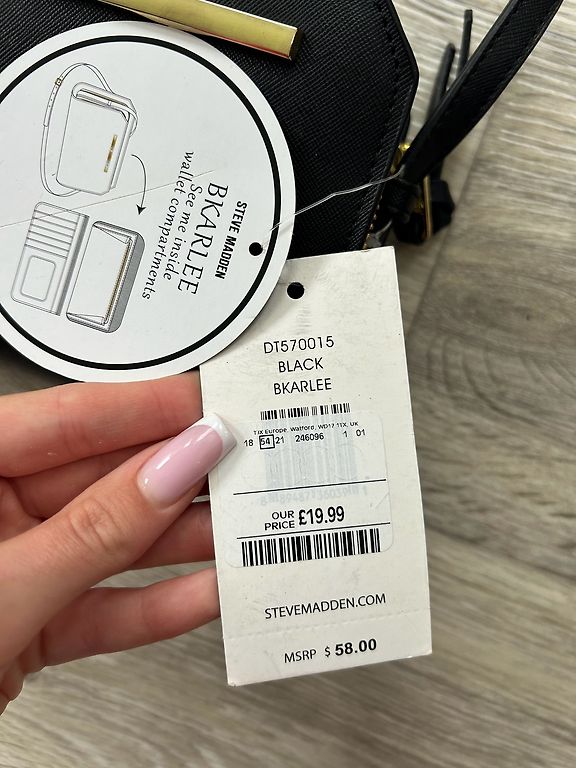 STEVE MADDEN
BKARLEE
See me inside
wallet compartments
DT570015
BLACK
BKARLEE
TJX Europe, Watford, WD17 1TX, UK
18 54 21 246096 1 01
OUR
PRICE £19.99
STEVEMADDEN.COM
MSRP $ 58.00